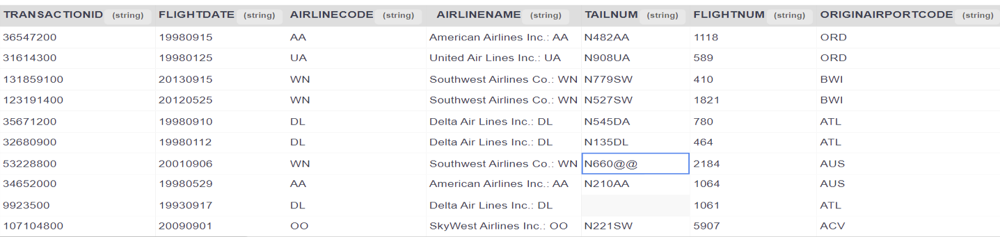 TRANSACTIONID (string) FLIGHTDATE (string) AIRLINECODE (string) AIRLINENAME (string) TAILNUM (string) FLIGHTNUM (string) ORIGINAIRPORTCODE (string)
36547200 19980915 AA American Airlines Inc.: AA N482AA 1118 ORD
31614300 19980125 UA United Air Lines Inc.: UA N908UA 589 ORD
131859100 20130915 WN Southwest Airlines Co.: WN N779SW 410 BWI
123191400 20120525 WN Southwest Airlines Co.: WN N527SW 1821 BWI
35671200 19980910 DL Delta Air Lines Inc.: DL N545DA 780 ATL
32680900 19980112 DL Delta Air Lines Inc.: DL N135DL 464 ATL
53228800 20010906 WN Southwest Airlines Co.: WN N660@@ 2184 AUS
34652000 19980529 AA American Airlines Inc.: AA N210AA 1064 AUS
9923500 19930917 DL Delta Air Lines Inc.: DL 1061 ATL
107104800 20090901 OO SkyWest Airlines Inc.: OO N221SW 5907 ACV